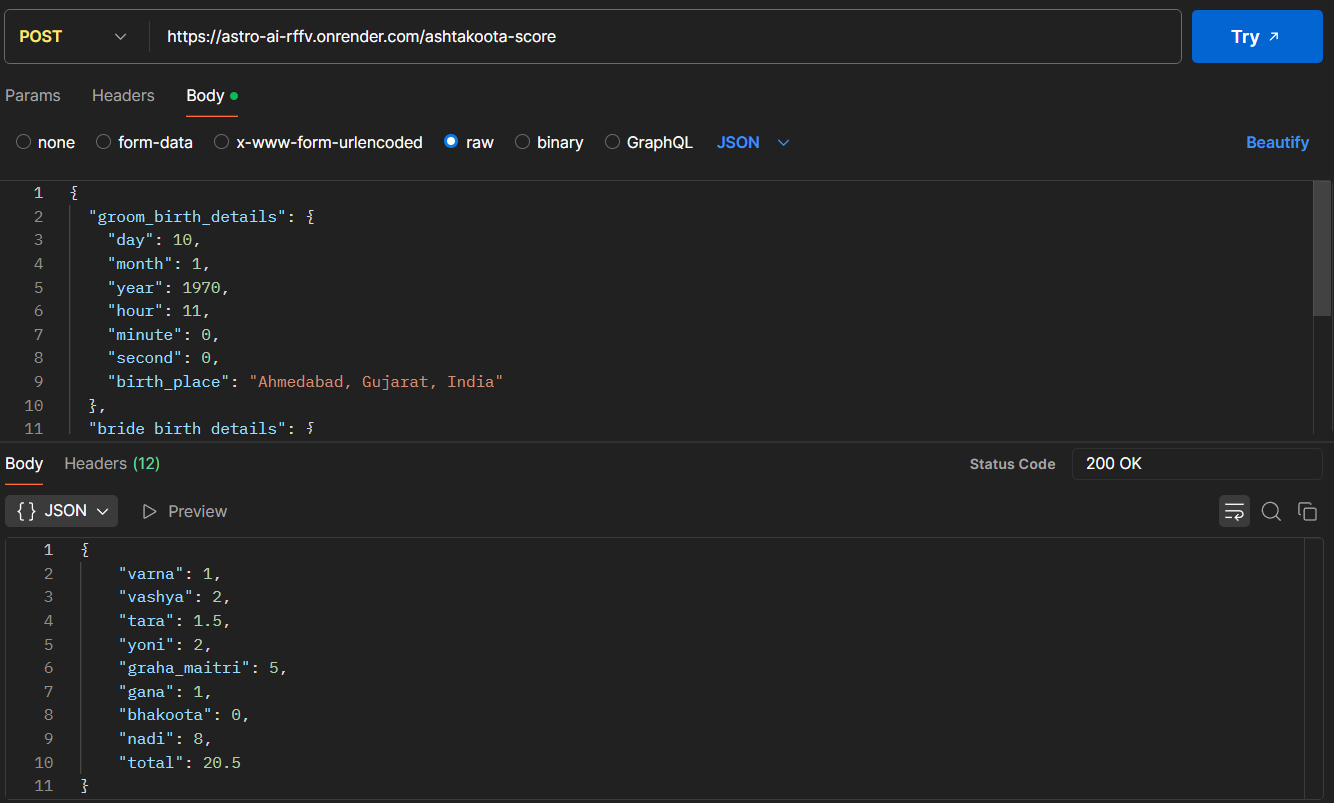 POST https://astro-ai-rffv.onrender.com/ashtakoota-score Try ↗
Params Headers Body
none form-data x-www-form-urlencoded raw binary GraphQL JSON Beautify
1 {
2 "groom_birth_details": {
3 "day": 10,
4 "month": 1,
5 "year": 1970,
6 "hour": 11,
7 "minute": 0,
8 "second": 0,
9 "birth_place": "Ahmedabad, Gujarat, India"
10 },
11 "bride_birth_details": {
Body Headers (12) Status Code 200 OK
{} JSON Preview
1 {
2 "varna": 1,
3 "vashya": 2,
4 "tara": 1.5,
5 "yoni": 2,
6 "graha_maitri": 5,
7 "gana": 1,
8 "bhakoota": 0,
9 "nadi": 8,
10 "total": 20.5
11 }